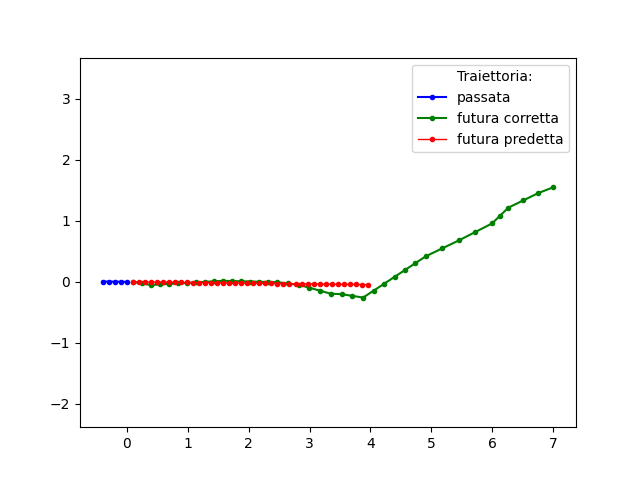 Traiettoria:
passata
futura corretta
futura predetta
3
2
1
0
−1
−2
0 1 2 3 4 5 6 7